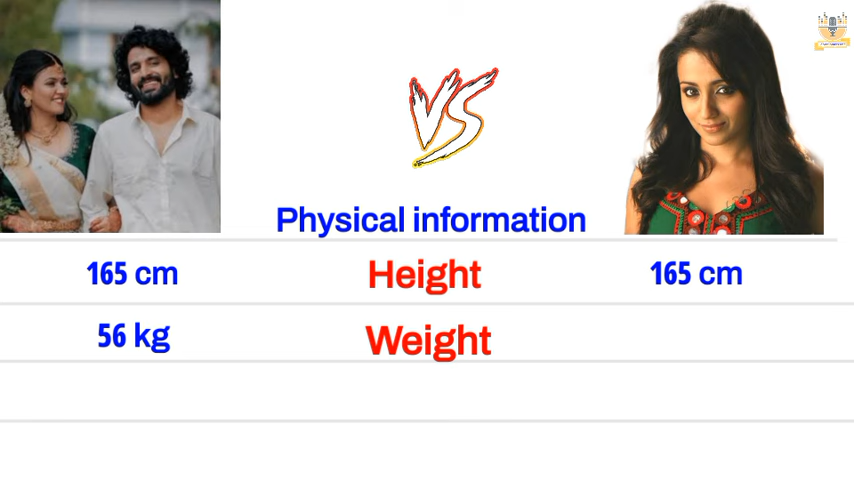 VS
Physical information
165 cm Height 165 cm
56 kg Weight